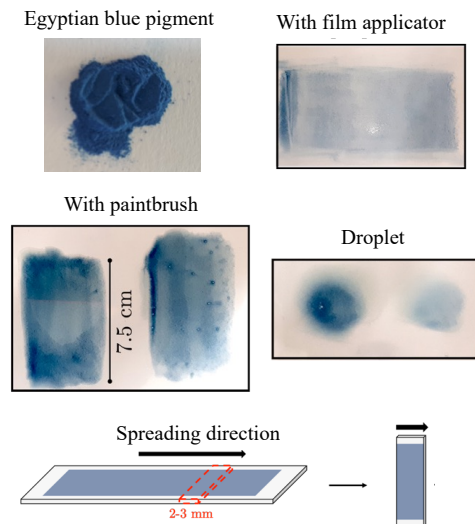 Egyptian blue pigment
With film applicator
With paintbrush
7.5 cm
Droplet
Spreading direction
2-3 mm